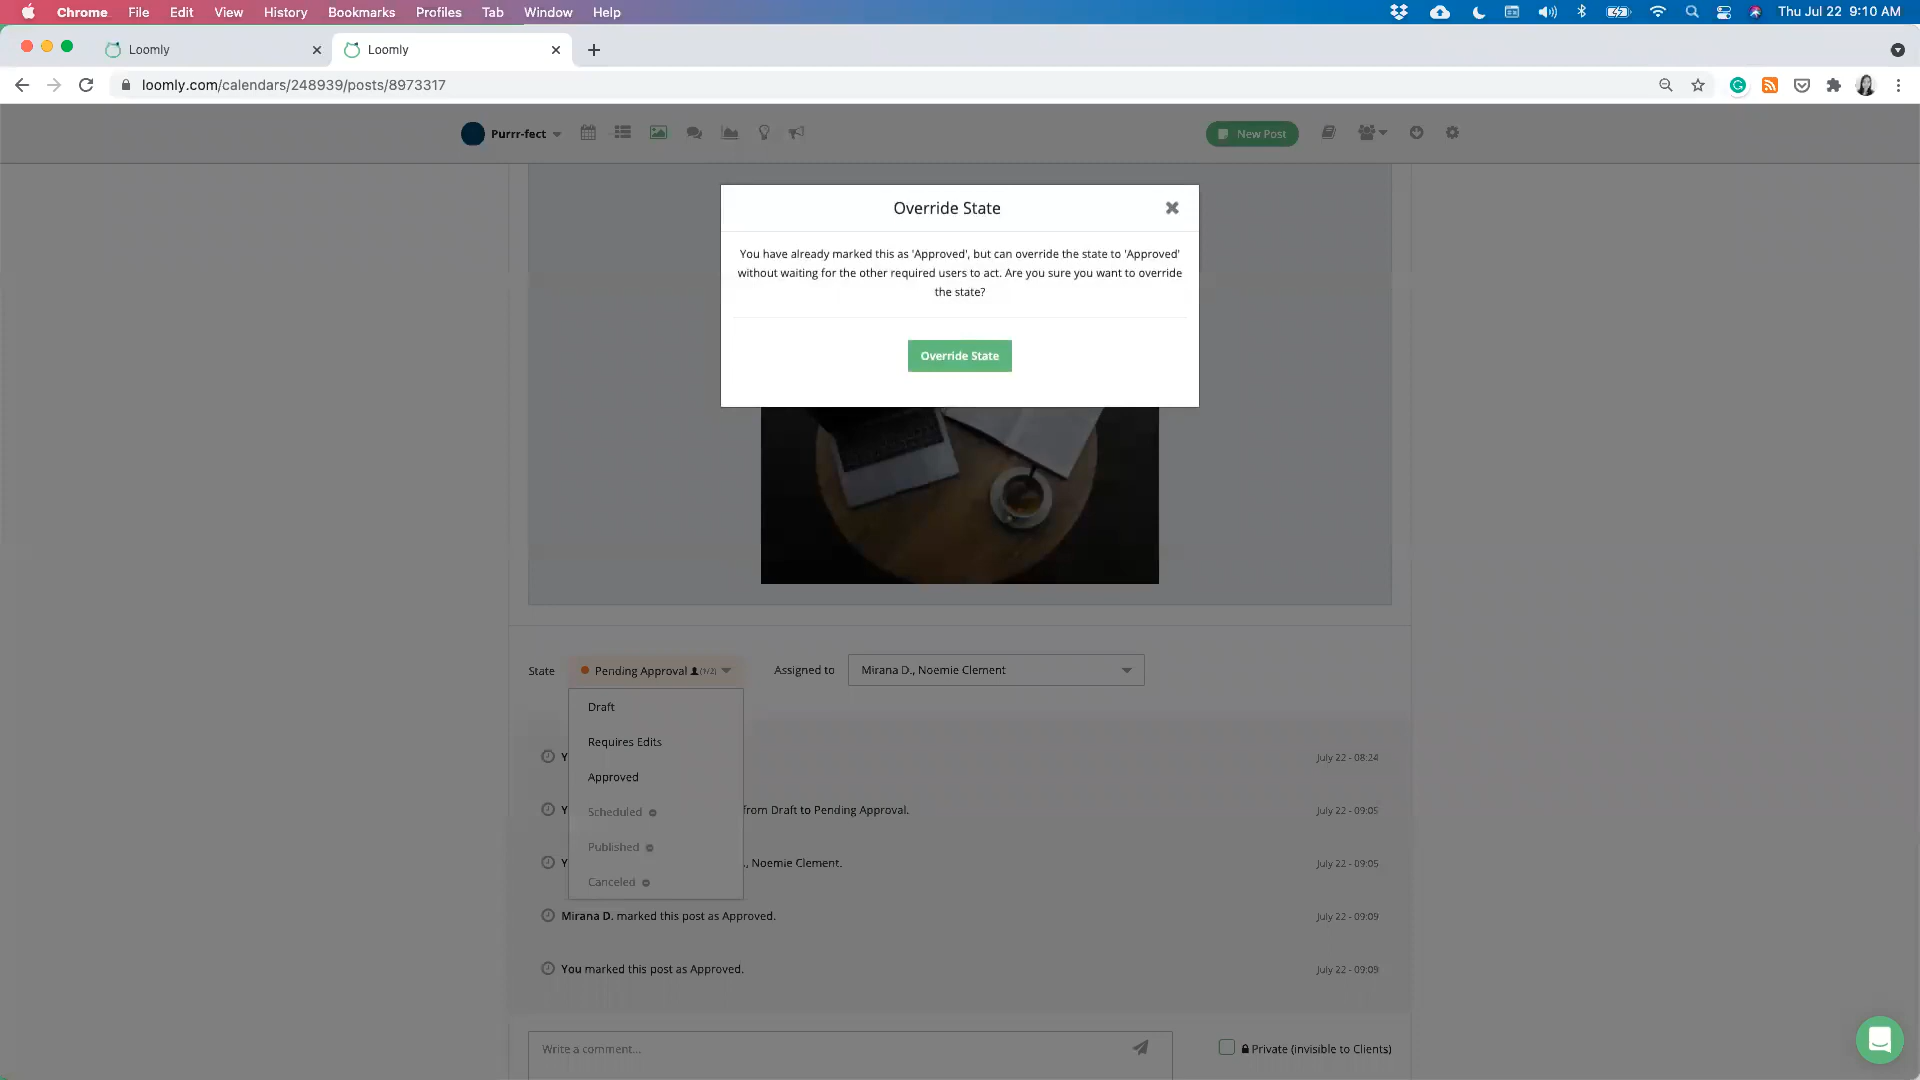 Chrome File Edit View History Bookmarks Profiles Tab Window Help Thu Jul 22 9:10 AM
Loomly Loomly
loomly.com/calendars/248939/posts/8973317
Purrr-fect New Post
Override State
You have already marked this as 'Approved', but can override the state to 'Approved'
without waiting for the other required users to act. Are you sure you want to override
the state?
Override State
State Pending Approval (1/2) Assigned to Mirana D., Noemie Clement
Draft
Requires Edits
Y July 22 - 08:24
Approved
Y from Draft to Pending Approval. July 22 - 09:05
Scheduled
Published
Y ., Noemie Clement. July 22 - 09:05
Canceled
Mirana D. marked this post as Approved. July 22 - 09:09
You marked this post as Approved. July 22 - 09:09
Write a comment... Private (invisible to Clients)